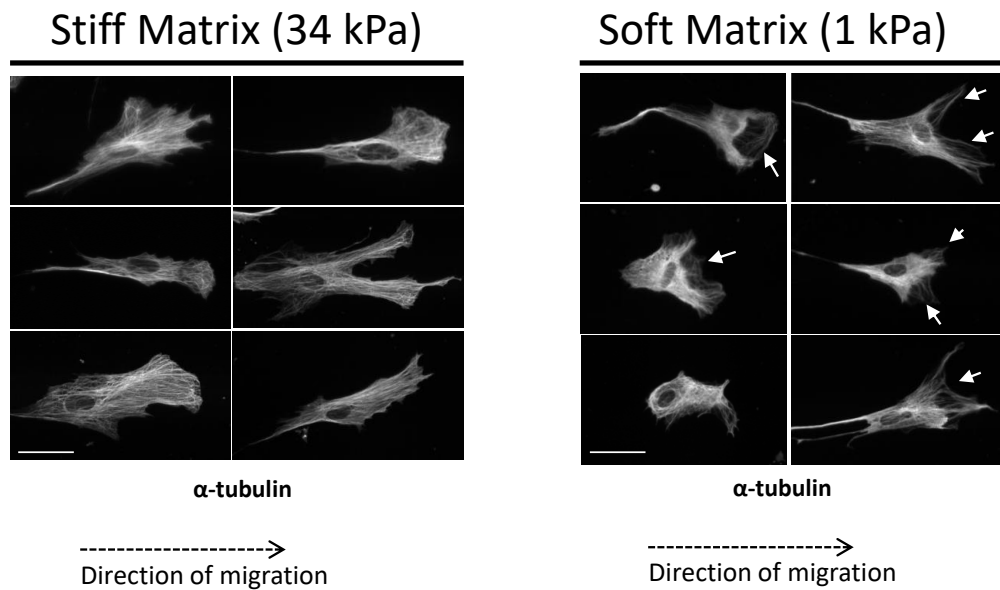 Stiff Matrix (34 kPa)
Soft Matrix (1 kPa)
α-tubulin
α-tubulin
Direction of migration
Direction of migration